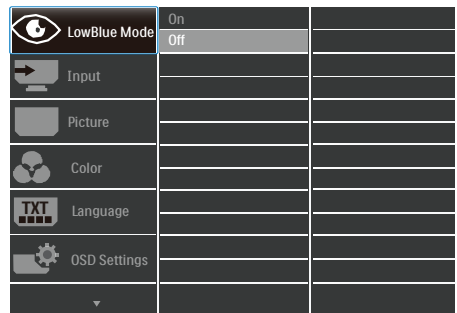 LowBlue Mode
On
Off
Input
Picture
Color
TXT
Language
OSD Settings